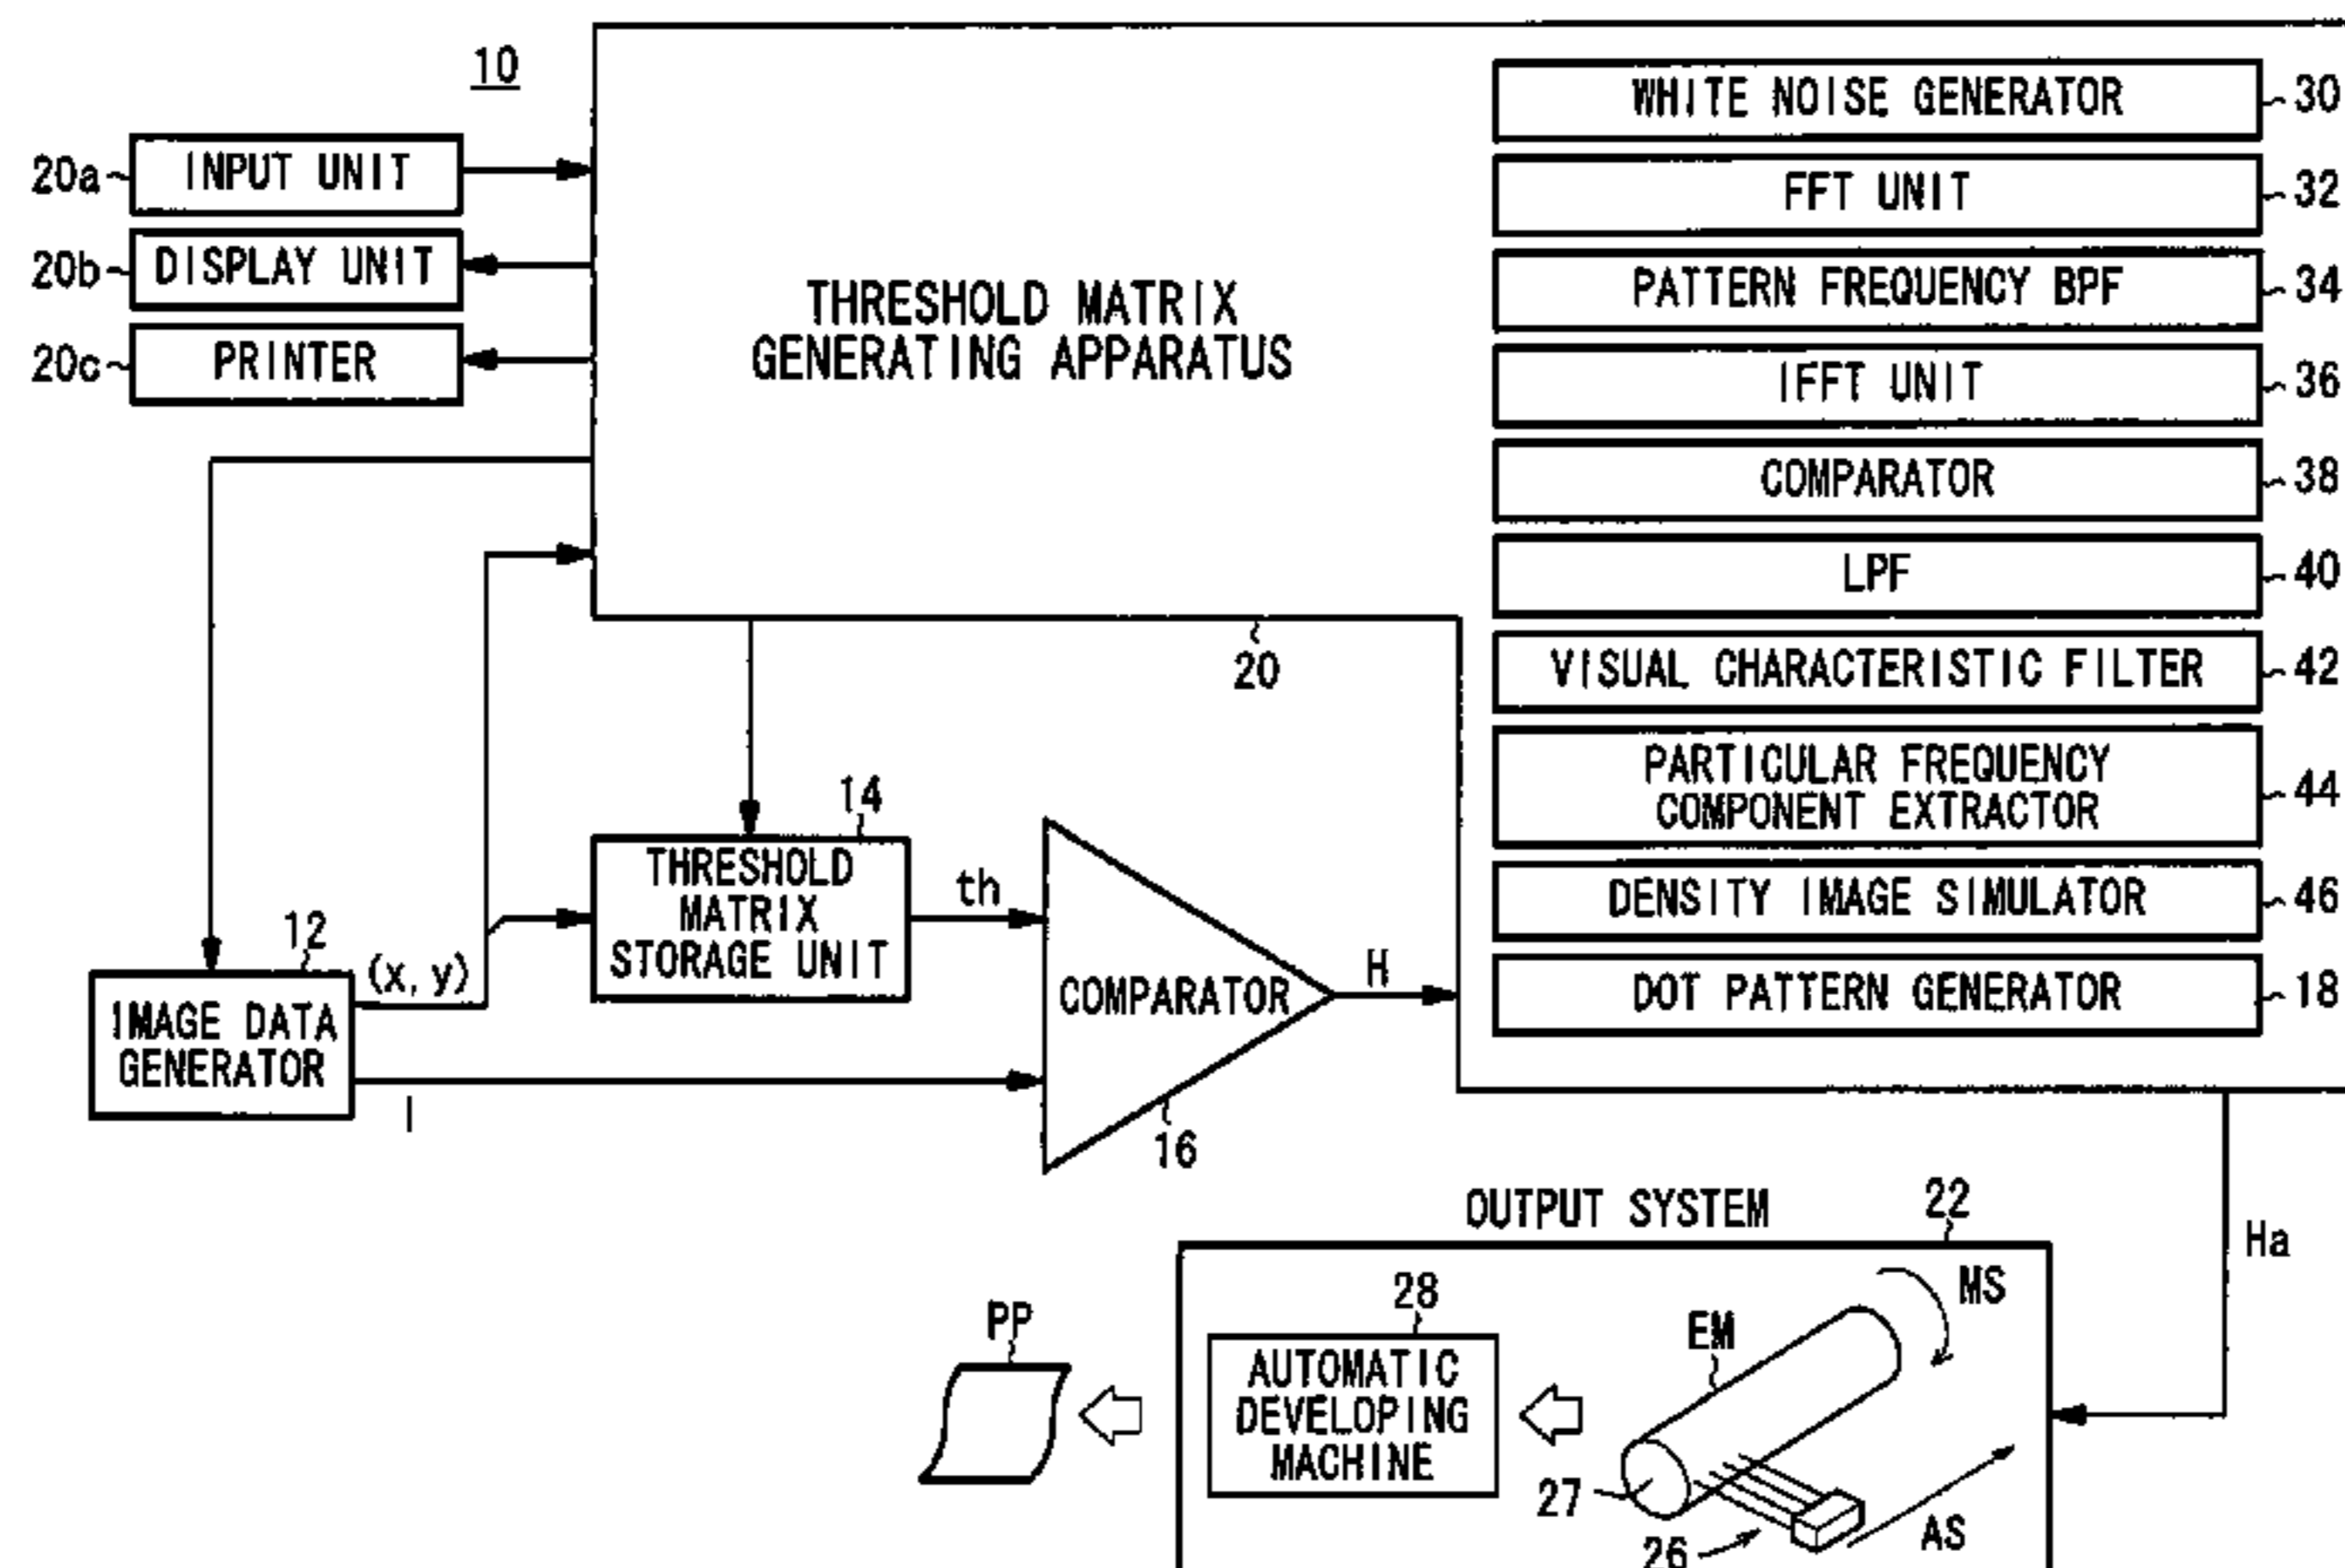 10
20a
INPUT UNIT
20b
DISPLAY UNIT
20c
PRINTER
THRESHOLD MATRIX
GENERATING APPARATUS
20
WHITE NOISE GENERATOR
30
FFT UNIT
32
PATTERN FREQUENCY BPF
34
IFFT UNIT
36
COMPARATOR
38
LPF
40
VISUAL CHARACTERISTIC FILTER
42
PARTICULAR FREQUENCY
COMPONENT EXTRACTOR
44
DENSITY IMAGE SIMULATOR
46
DOT PATTERN GENERATOR
18
12
IMAGE DATA
GENERATOR
(x, y)
I
14
THRESHOLD
MATRIX
STORAGE UNIT
th
COMPARATOR
16
H
Ha
OUTPUT SYSTEM
22
PP
28
AUTOMATIC
DEVELOPING
MACHINE
EM
MS
27
26
AS